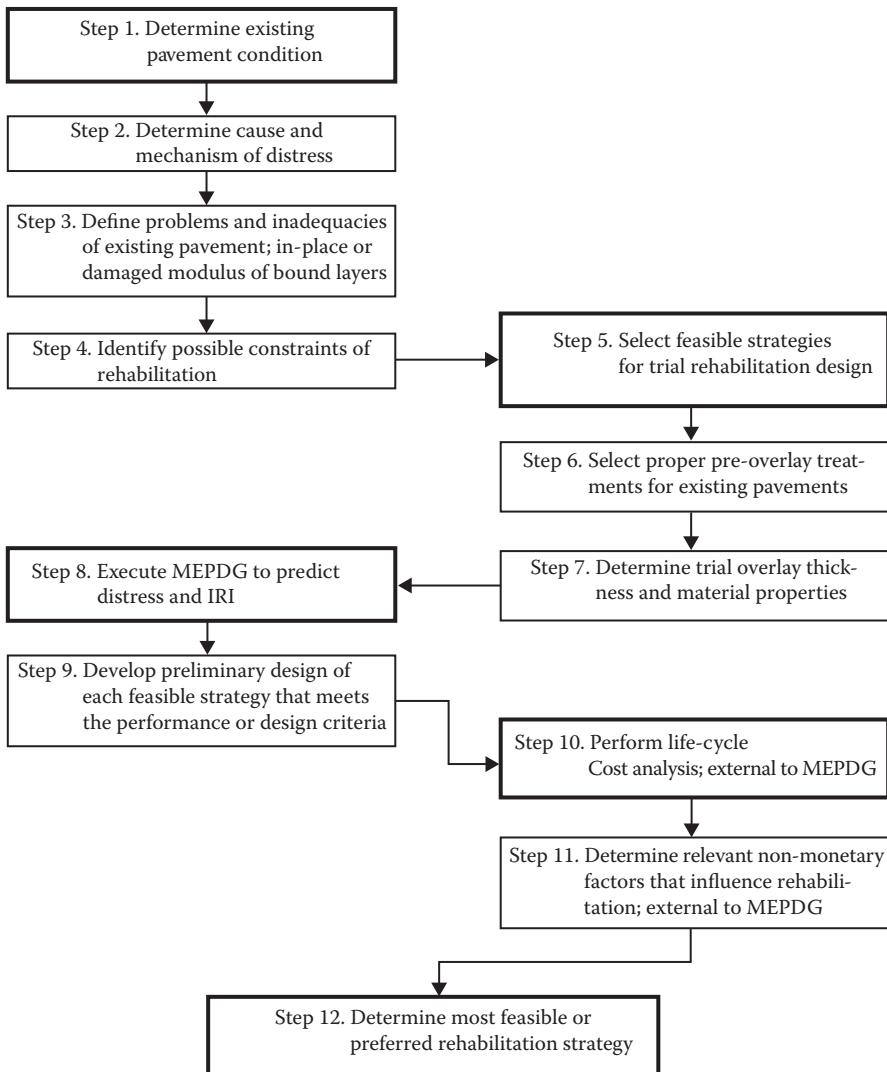 Step 1. Determine existing
pavement condition
Step 2. Determine cause and
mechanism of distress
Step 3. Define problems and inadequacies
of existing pavement; in-place or
damaged modulus of bound layers
Step 4. Identify possible constraints of
rehabilitation
Step 5. Select feasible strategies
for trial rehabilitation design
Step 6. Select proper pre-overlay treat-
ments for existing pavements
Step 7. Determine trial overlay thick-
ness and material properties
Step 8. Execute MEPDG to predict
distress and IRI
Step 9. Develop preliminary design of
each feasible strategy that meets
the performance or design criteria
Step 10. Perform life-cycle
Cost analysis; external to MEPDG
Step 11. Determine relevant non-monetary
factors that influence rehabili-
tation; external to MEPDG
Step 12. Determine most feasible or
preferred rehabilitation strategy